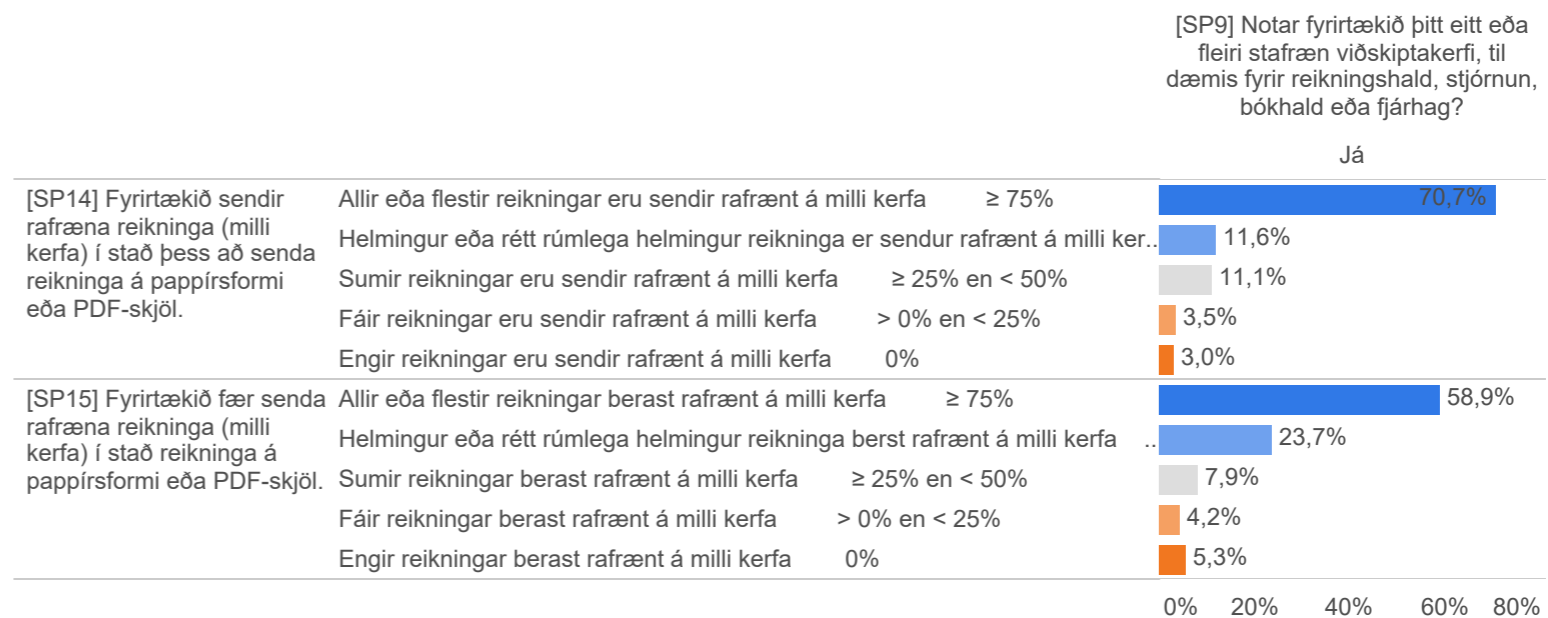 [SP9] Notar fyrirtækið þitt eitt eða
fleiri stafræn viðskiptakerfi, til
dæmis fyrir reikningshald, stjórnun,
bókhald eða fjárhag?
Já
[SP14] Fyrirtækið sendir
rafræna reikninga (milli
kerfa) í stað þess að senda
reikninga á pappírsformi
eða PDF-skjöl.
Allir eða flestir reikningar eru sendir rafrænt á milli kerfa ≥ 75% 70,7%
Helmingur eða rétt rúmlega helmingur reikninga er sendur rafrænt á milli ker.. 11,6%
Sumir reikningar eru sendir rafrænt á milli kerfa ≥ 25% en < 50% 11,1%
Fáir reikningar eru sendir rafrænt á milli kerfa > 0% en < 25% 3,5%
Engir reikningar eru sendir rafrænt á milli kerfa 0% 3,0%
[SP15] Fyrirtækið fær senda
rafræna reikninga (milli
kerfa) í stað reikninga á
pappírsformi eða PDF-skjöl.
Allir eða flestir reikningar berast rafrænt á milli kerfa ≥ 75% 58,9%
Helmingur eða rétt rúmlega helmingur reikninga berst rafrænt á milli kerfa .. 23,7%
Sumir reikningar berast rafrænt á milli kerfa ≥ 25% en < 50% 7,9%
Fáir reikningar berast rafrænt á milli kerfa > 0% en < 25% 4,2%
Engir reikningar berast rafrænt á milli kerfa 0% 5,3%
0% 20% 40% 60% 80%